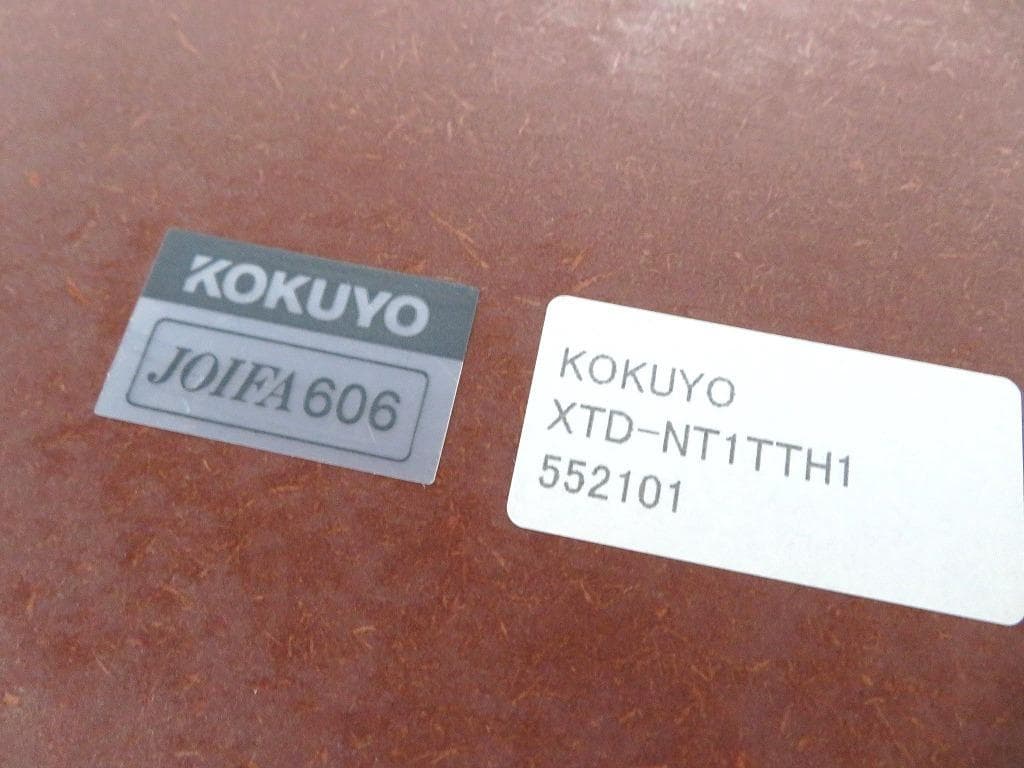 KOKUYO
JOIFA 606
KOKUYO
XTD-NT1TTH1
552101